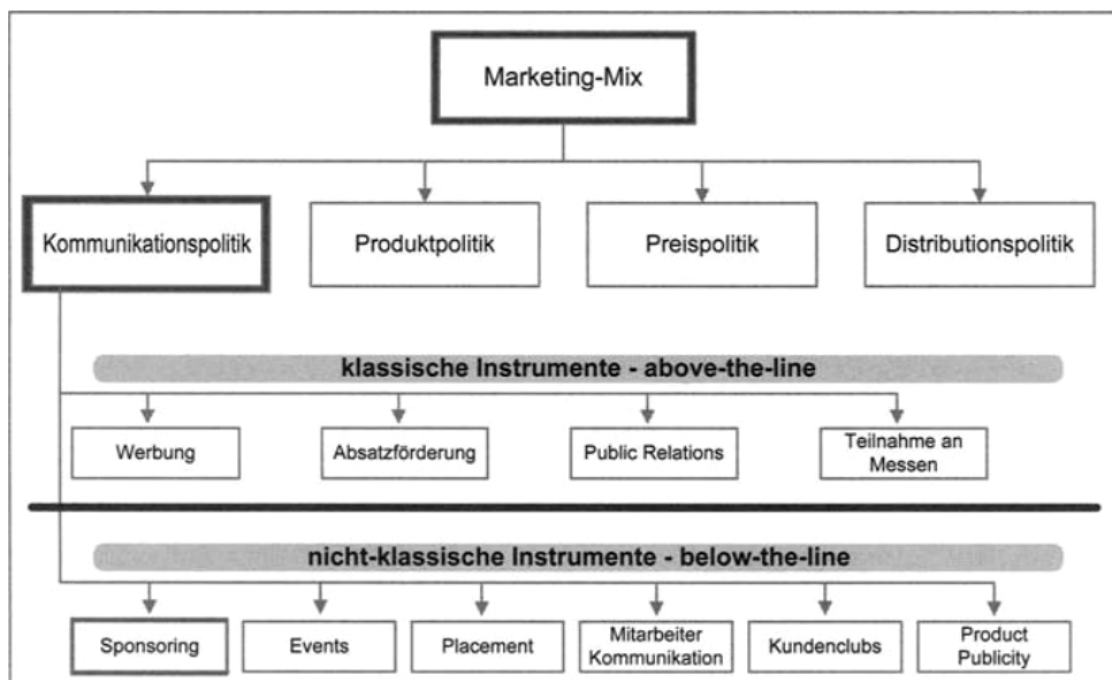 Marketing-Mix
Kommunikationspolitik
Produktpolitik
Preispolitik
Distributionspolitik
klassische Instrumente - above-the-line
Werbung
Absatzförderung
Public Relations
Teilnahme an
Messen
nicht-klassische Instrumente - below-the-line
Sponsoring
Events
Placement
Mitarbeiter
Kommunikation
Kundenclubs
Product
Publicity